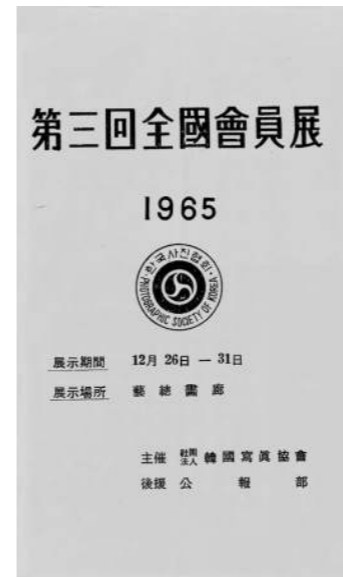 第三回全國會員展
1965
한국사진협회
PHOTOGRAPHIC SOCIETY OF KOREA
展示期間 12月 26日 — 31日
展示場所 藝總畵廊
主催 社團法人 韓國寫眞協會
後援 公報部